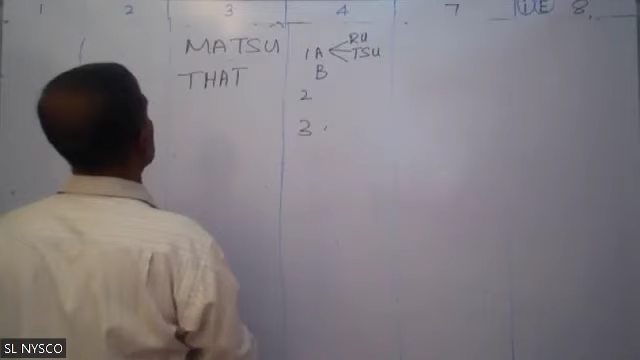 1 2 3 4 7 (i)(E) 8
MATSU
THAT
1 A RU
TSU
B
2
3
SL NYSCO